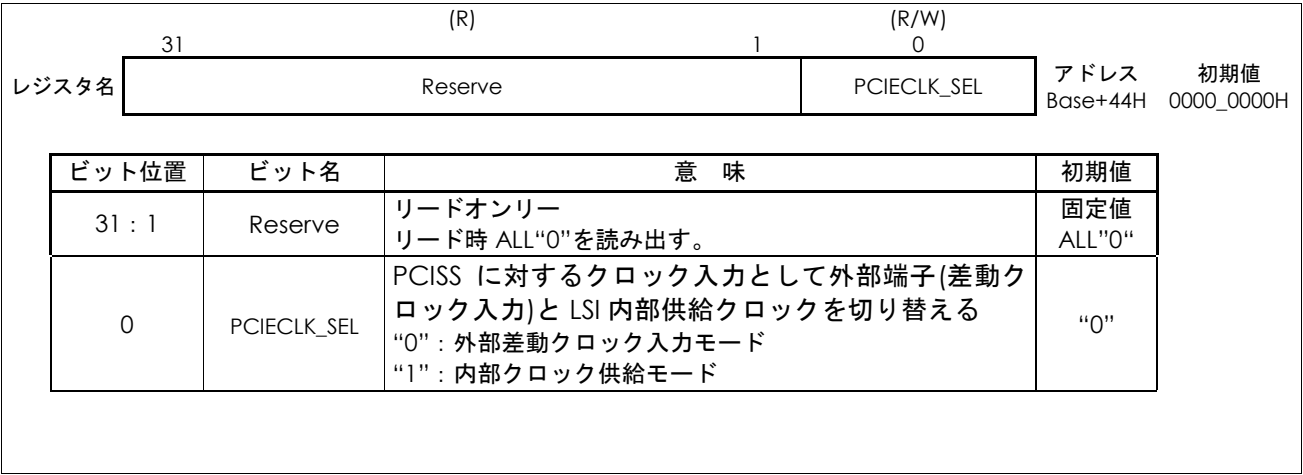 (R) (R/W)
31 1 0
レジスタ名 Reserve PCIECLK_SEL アドレス 初期値
Base+44H 0000_0000H
ビット位置 ビット名 意　味 初期値
31：1 Reserve リードオンリー 固定値
リード時 ALL“0”を読み出す。 ALL”0“
PCISS に対するクロック入力として外部端子(差動ク
ロック入力)と LSI 内部供給クロックを切り替える
0 PCIECLK_SEL “0”：外部差動クロック入力モード “0”
“1”：内部クロック供給モード